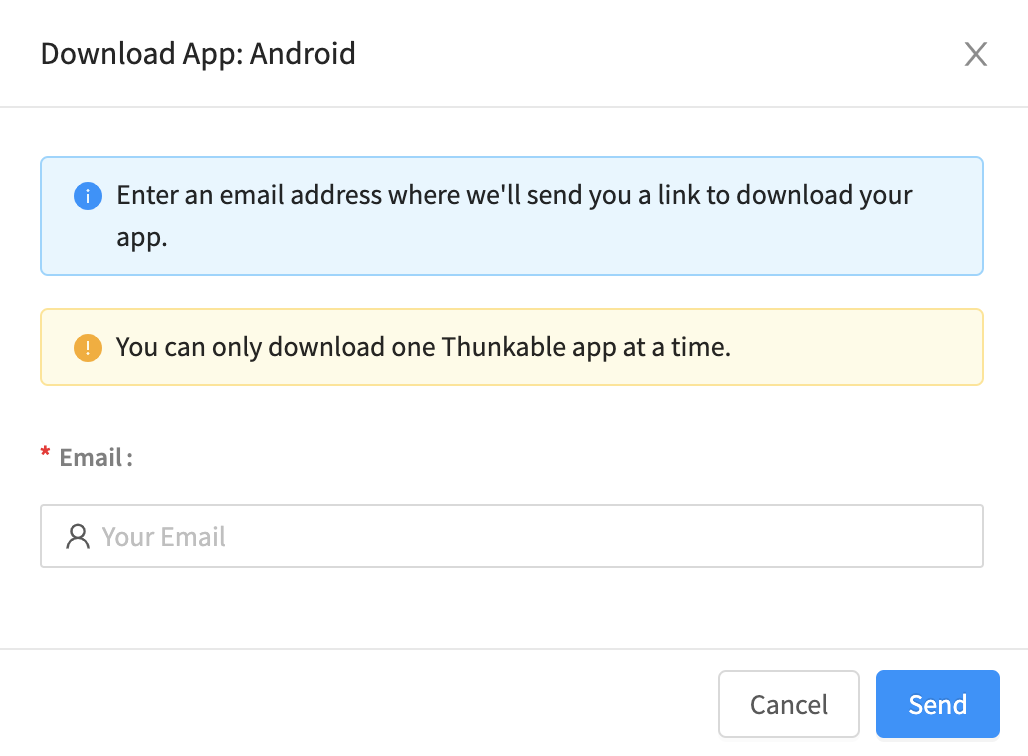 Download App: Android
Enter an email address where we'll send you a link to download your
app.
You can only download one Thunkable app at a time.
* Email :
Your Email
Cancel
Send